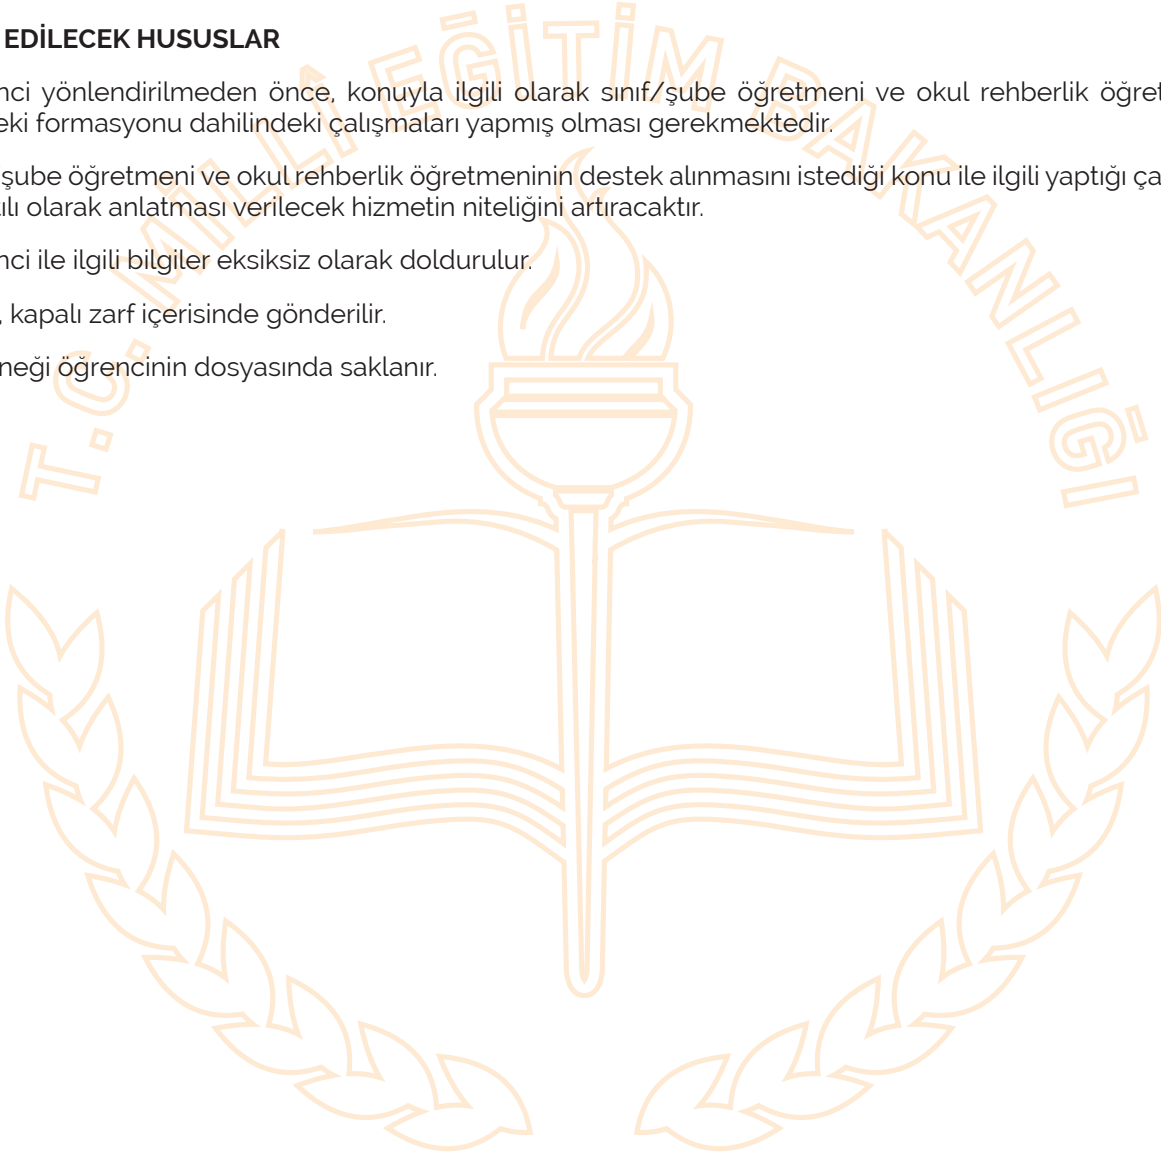 EDİLECEK HUSUSLAR
nci yönlendirilmeden önce, konuyla ilgili olarak sınıf/şube öğretmeni ve okul rehberlik öğret
eki formasyonu dahilindeki çalışmaları yapmış olması gerekmektedir.
şube öğretmeni ve okul rehberlik öğretmeninin destek alınmasını istediği konu ile ilgili yaptığı ça
ılı olarak anlatması verilecek hizmetin niteliğini artıracaktır.
nci ile ilgili bilgiler eksiksiz olarak doldurulur.
, kapalı zarf içerisinde gönderilir.
neği öğrencinin dosyasında saklanır.
T.C. MİLLÎ EĞİTİM BAKANLIĞI